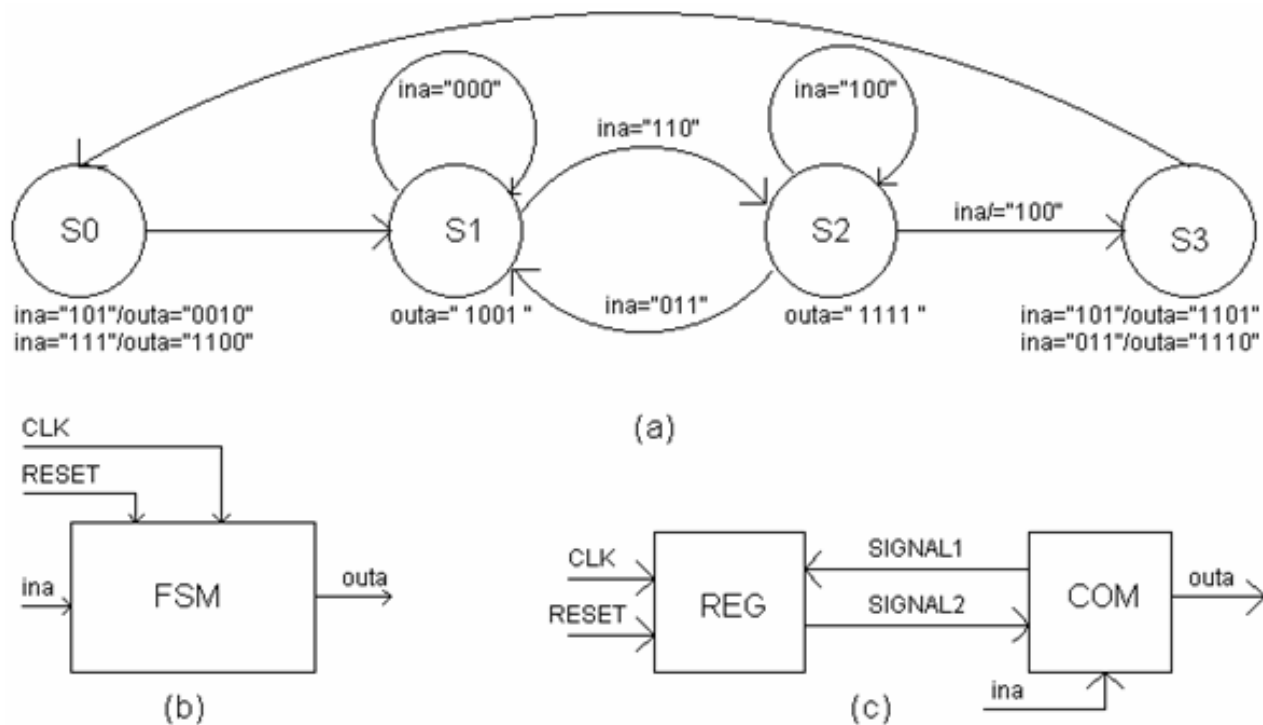 ina="000"
ina="100"
ina="110"
S0
S1
S2
ina/="100"
S3
ina="101"/outa="0010"
ina="111"/outa="1100"
outa=" 1001 "
ina="011"
outa=" 1111 "
ina="101"/outa="1101"
ina="011"/outa="1110"
(a)
CLK
RESET
ina
FSM
outa
(b)
CLK
RESET
REG
SIGNAL1
SIGNAL2
COM
outa
ina
(c)